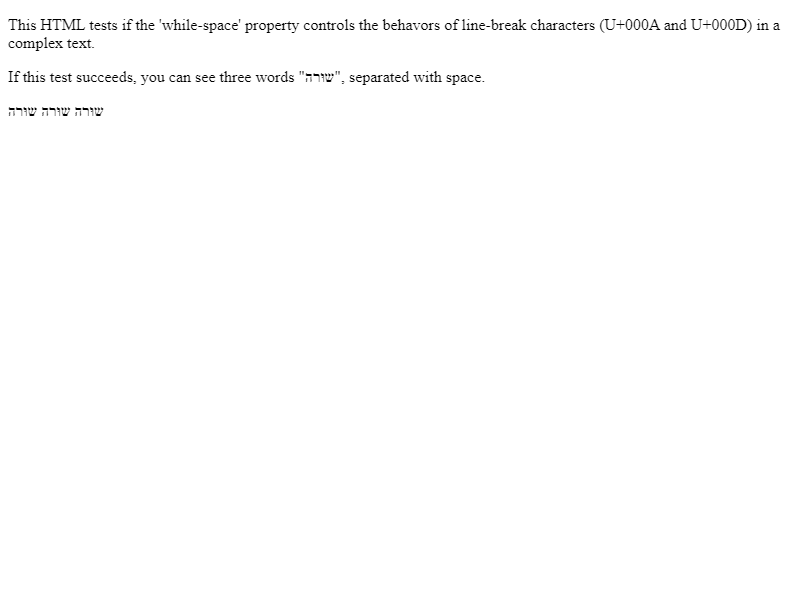 This HTML tests if the 'while-space' property controls the behavors of line-break characters (U+000A and U+000D) in a
complex text.
If this test succeeds, you can see three words "שורה", separated with space.
שורה שורה שורה